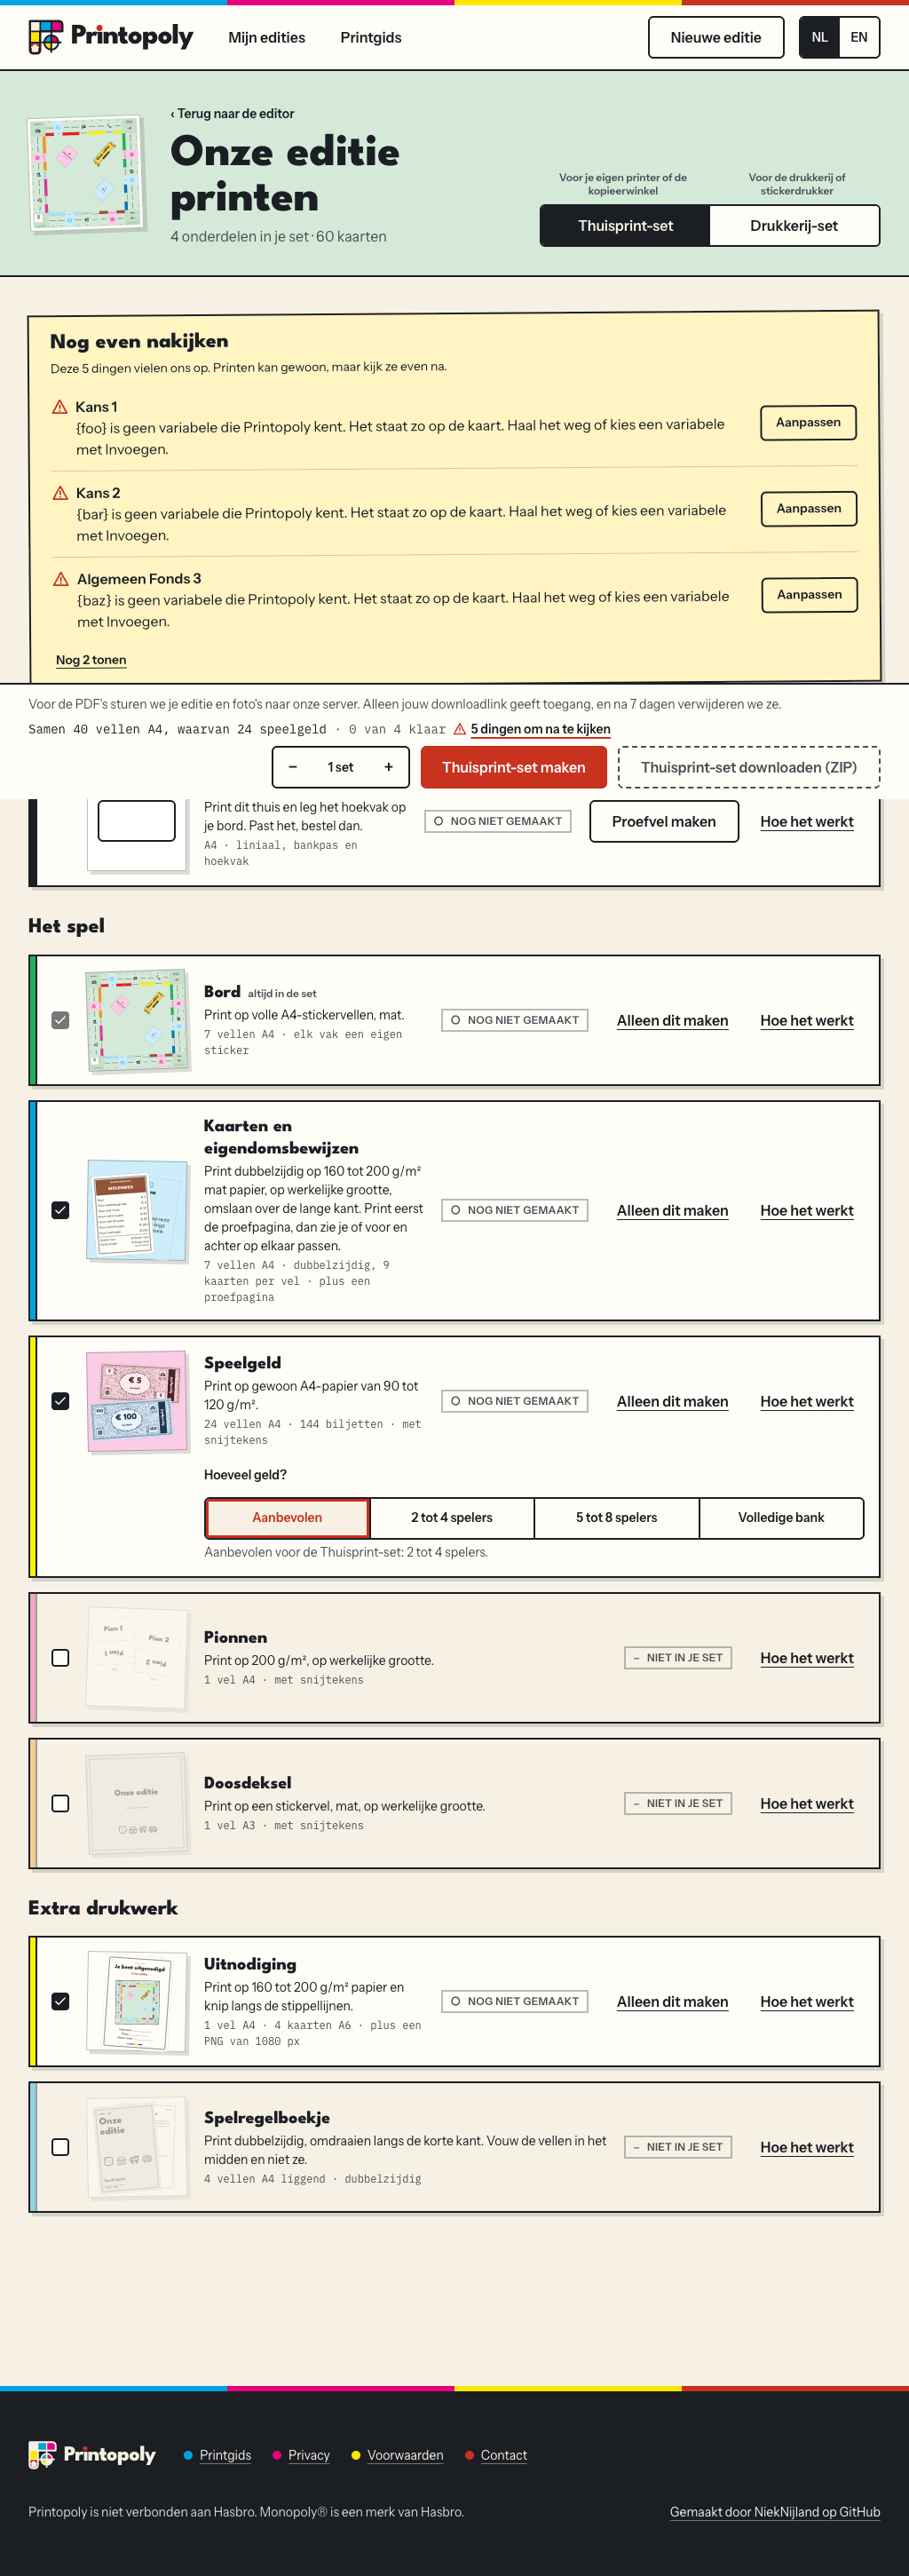 Printopoly
Mijn edities
Printgids
Nieuwe editie
NL
EN
‹ Terug naar de editor
Onze editie
printen
4 onderdelen in je set · 60 kaarten
Voor je eigen printer of de
kopieerwinkel
Voor de drukkerij of
stickerdrukker
Thuisprint-set
Drukkerij-set
Nog even nakijken
Deze 5 dingen vielen ons op. Printen kan gewoon, maar kijk ze even na.
Kans 1
{foo} is geen variabele die Printopoly kent. Het staat zo op de kaart. Haal het weg of kies een variabele
met Invoegen.
Aanpassen
Kans 2
{bar} is geen variabele die Printopoly kent. Het staat zo op de kaart. Haal het weg of kies een variabele
met Invoegen.
Aanpassen
Algemeen Fonds 3
{baz} is geen variabele die Printopoly kent. Het staat zo op de kaart. Haal het weg of kies een variabele
met Invoegen.
Aanpassen
Nog 2 tonen
Voor de PDF's sturen we je editie en foto's naar onze server. Alleen jouw downloadlink geeft toegang, en na 7 dagen verwijderen we ze.
Samen 40 vellen A4, waarvan 24 speelgeld · 0 van 4 klaar
5 dingen om na te kijken
− 1 set +
Thuisprint-set maken
Thuisprint-set downloaden (ZIP)
Print dit thuis en leg het hoekvak op
je bord. Past het, bestel dan.
A4 · liniaal, bankpas en
hoekvak
NOG NIET GEMAAKT
Proefvel maken
Hoe het werkt
Het spel
Bord altijd in de set
Print op volle A4-stickervellen, mat.
7 vellen A4 · elk vak een eigen
sticker
NOG NIET GEMAAKT
Alleen dit maken
Hoe het werkt
Kaarten en
eigendomsbewijzen
Print dubbelzijdig op 160 tot 200 g/m²
mat papier, op werkelijke grootte,
omslaan over de lange kant. Print eerst
de proefpagina, dan zie je of voor en
achter op elkaar passen.
7 vellen A4 · dubbelzijdig, 9
kaarten per vel · plus een
proefpagina
NOG NIET GEMAAKT
Alleen dit maken
Hoe het werkt
€ 5
€ 100
Speelgeld
Print op gewoon A4-papier van 90 tot
120 g/m².
24 vellen A4 · 144 biljetten · met
snijtekens
NOG NIET GEMAAKT
Alleen dit maken
Hoe het werkt
Hoeveel geld?
Aanbevolen
2 tot 4 spelers
5 tot 8 spelers
Volledige bank
Aanbevolen voor de Thuisprint-set: 2 tot 4 spelers.
Pion 1
Pion 2
Pion 1
Pion 2
Pionnen
Print op 200 g/m², op werkelijke grootte.
1 vel A4 · met snijtekens
– NIET IN JE SET
Hoe het werkt
Onze editie
Doosdeksel
Print op een stickervel, mat, op werkelijke grootte.
1 vel A3 · met snijtekens
– NIET IN JE SET
Hoe het werkt
Extra drukwerk
Je bent uitgenodigd
Uitnodiging
Print op 160 tot 200 g/m² papier en
knip langs de stippellijnen.
1 vel A4 · 4 kaarten A6 · plus een
PNG van 1080 px
NOG NIET GEMAAKT
Alleen dit maken
Hoe het werkt
Onze
editie
Spelregelboekje
Print dubbelzijdig, omdraaien langs de korte kant. Vouw de vellen in het
midden en niet ze.
4 vellen A4 liggend · dubbelzijdig
– NIET IN JE SET
Hoe het werkt
Printopoly
Printgids
Privacy
Voorwaarden
Contact
Printopoly is niet verbonden aan Hasbro. Monopoly® is een merk van Hasbro.
Gemaakt door NiekNijland op GitHub